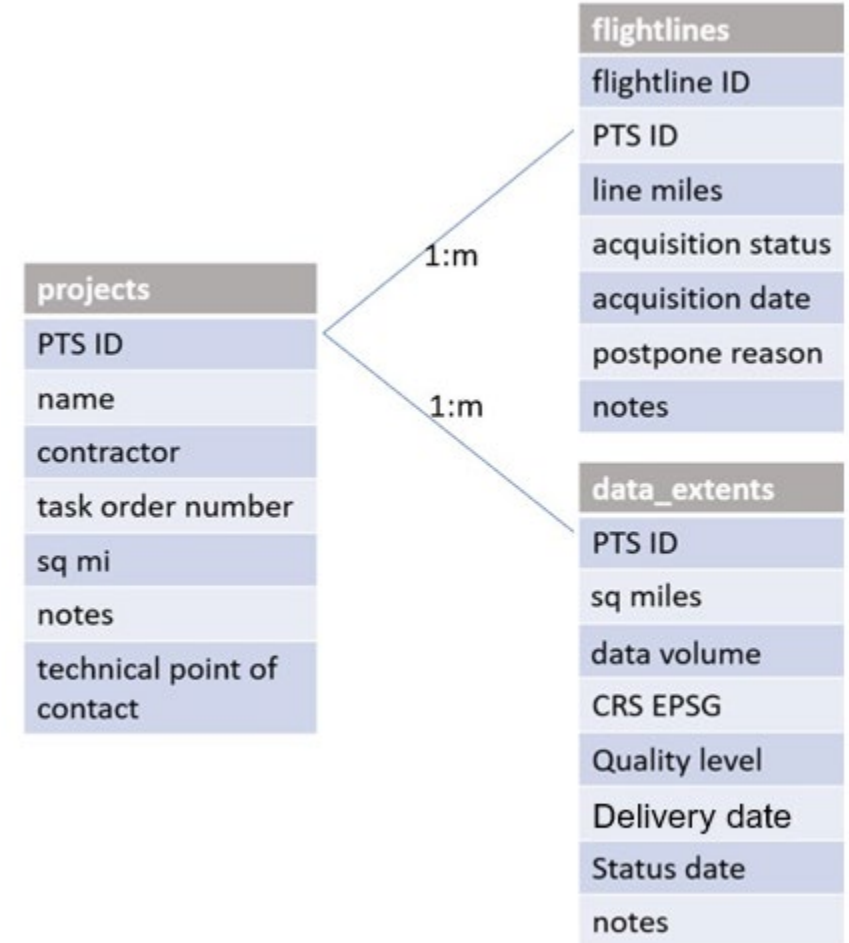 projects
PTS ID
name
contractor
task order number
sq mi
notes
technical point of
contact
1:m
1:m
flightlines
flightline ID
PTS ID
line miles
acquisition status
acquisition date
postpone reason
notes
data_extents
PTS ID
sq miles
data volume
CRS EPSG
Quality level
Delivery date
Status date
notes